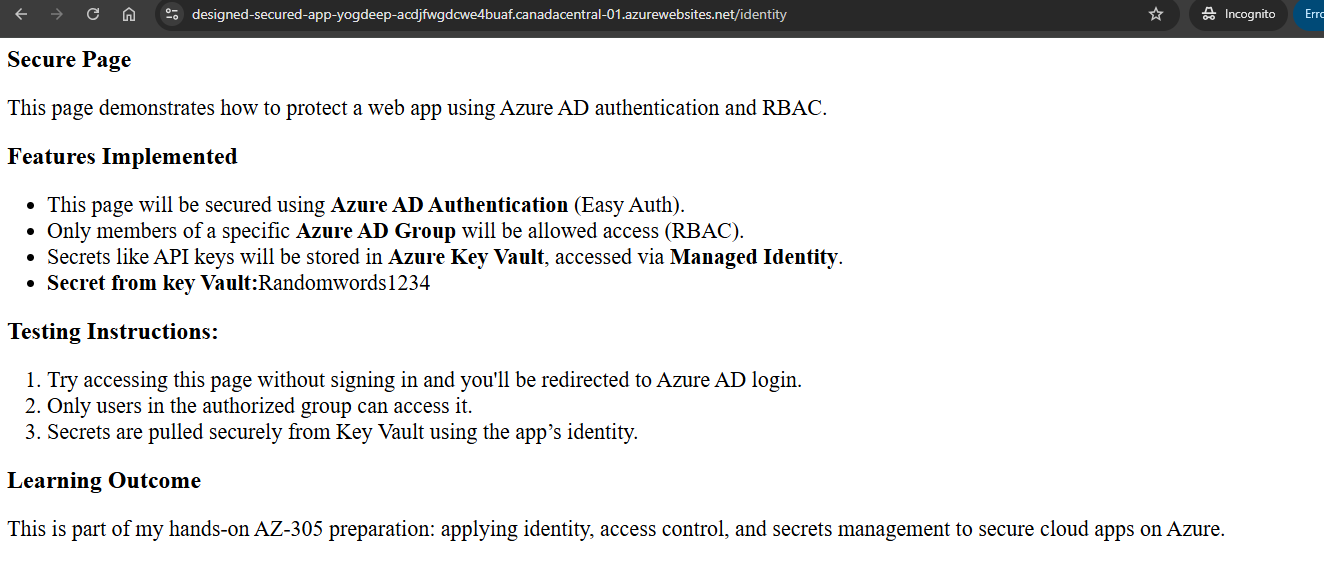 designed-secured-app-yogdeep-acdjfwgdcwe4buaf.canadacentral-01.azurewebsites.net/identity
Incognito
Erro
Secure Page
This page demonstrates how to protect a web app using Azure AD authentication and RBAC.
Features Implemented
• This page will be secured using Azure AD Authentication (Easy Auth).
• Only members of a specific Azure AD Group will be allowed access (RBAC).
• Secrets like API keys will be stored in Azure Key Vault, accessed via Managed Identity.
• Secret from key Vault:Randomwords1234
Testing Instructions:
1. Try accessing this page without signing in and you'll be redirected to Azure AD login.
2. Only users in the authorized group can access it.
3. Secrets are pulled securely from Key Vault using the app’s identity.
Learning Outcome
This is part of my hands-on AZ-305 preparation: applying identity, access control, and secrets management to secure cloud apps on Azure.